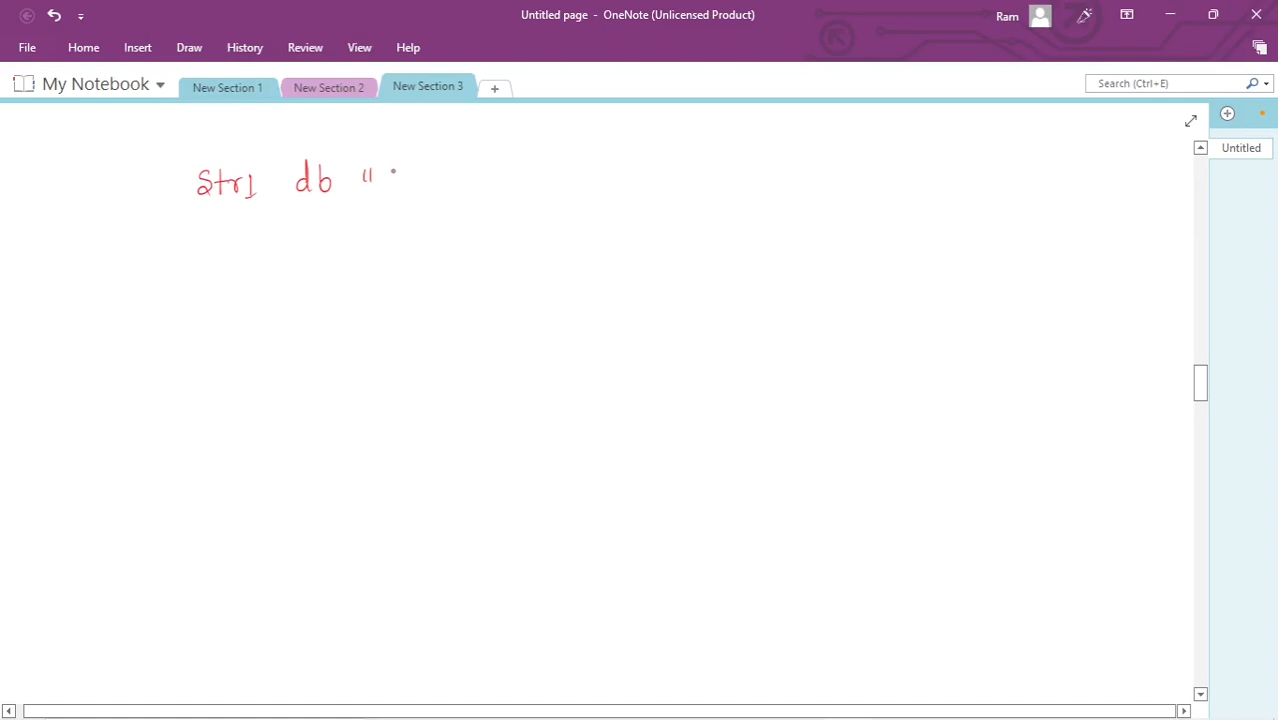 Untitled page - OneNote (Unlicensed Product)
Ram
File Home Insert Draw History Review View Help
My Notebook New Section 1 New Section 2 New Section 3 +
Search (Ctrl+E)
Untitled
Str1 db "